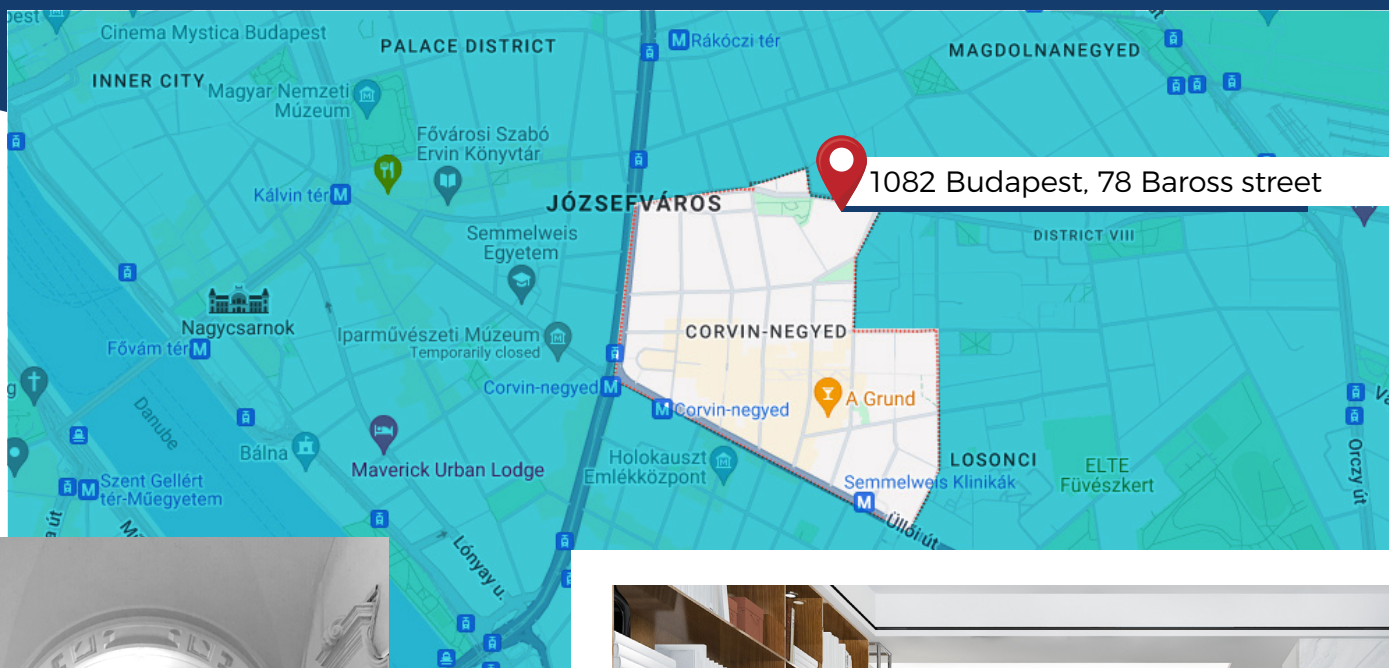 Cinema Mystica Budapest
PALACE DISTRICT
M Rákóczi tér
MAGDOLNANEGYED
INNER CITY
Magyar Nemzeti
Múzeum
Fővárosi Szabó
Ervin Könyvtár
Kálvin tér M
1082 Budapest, 78 Baross street
JÓZSEFVÁROS
Semmelweis
Egyetem
DISTRICT VIII
Nagycsarnok
Fővám tér M
Iparművészeti Múzeum
Temporarily closed
CORVIN-NEGYED
Corvin-negyed M
M Corvin-negyed
A Grund
Danube
Bálna
Maverick Urban Lodge
Holokauszt
Emlékközpont
LOSONCI
Semmelweis Klinikák
M
ELTE
Füvészkert
M Szent Gellért
tér-Műegyetem
Üllői út
Orczy út
Lónyay u.